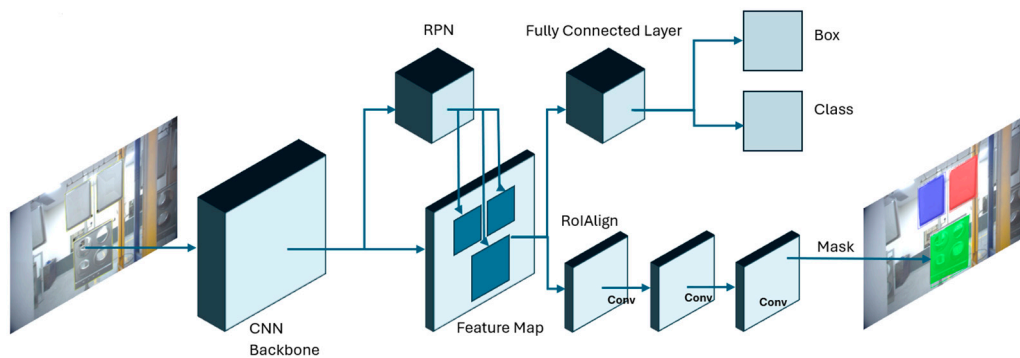 RPN
Fully Connected Layer
Box
Class
RoIAlign
Mask
Conv
Conv
Conv
Feature Map
CNN
Backbone